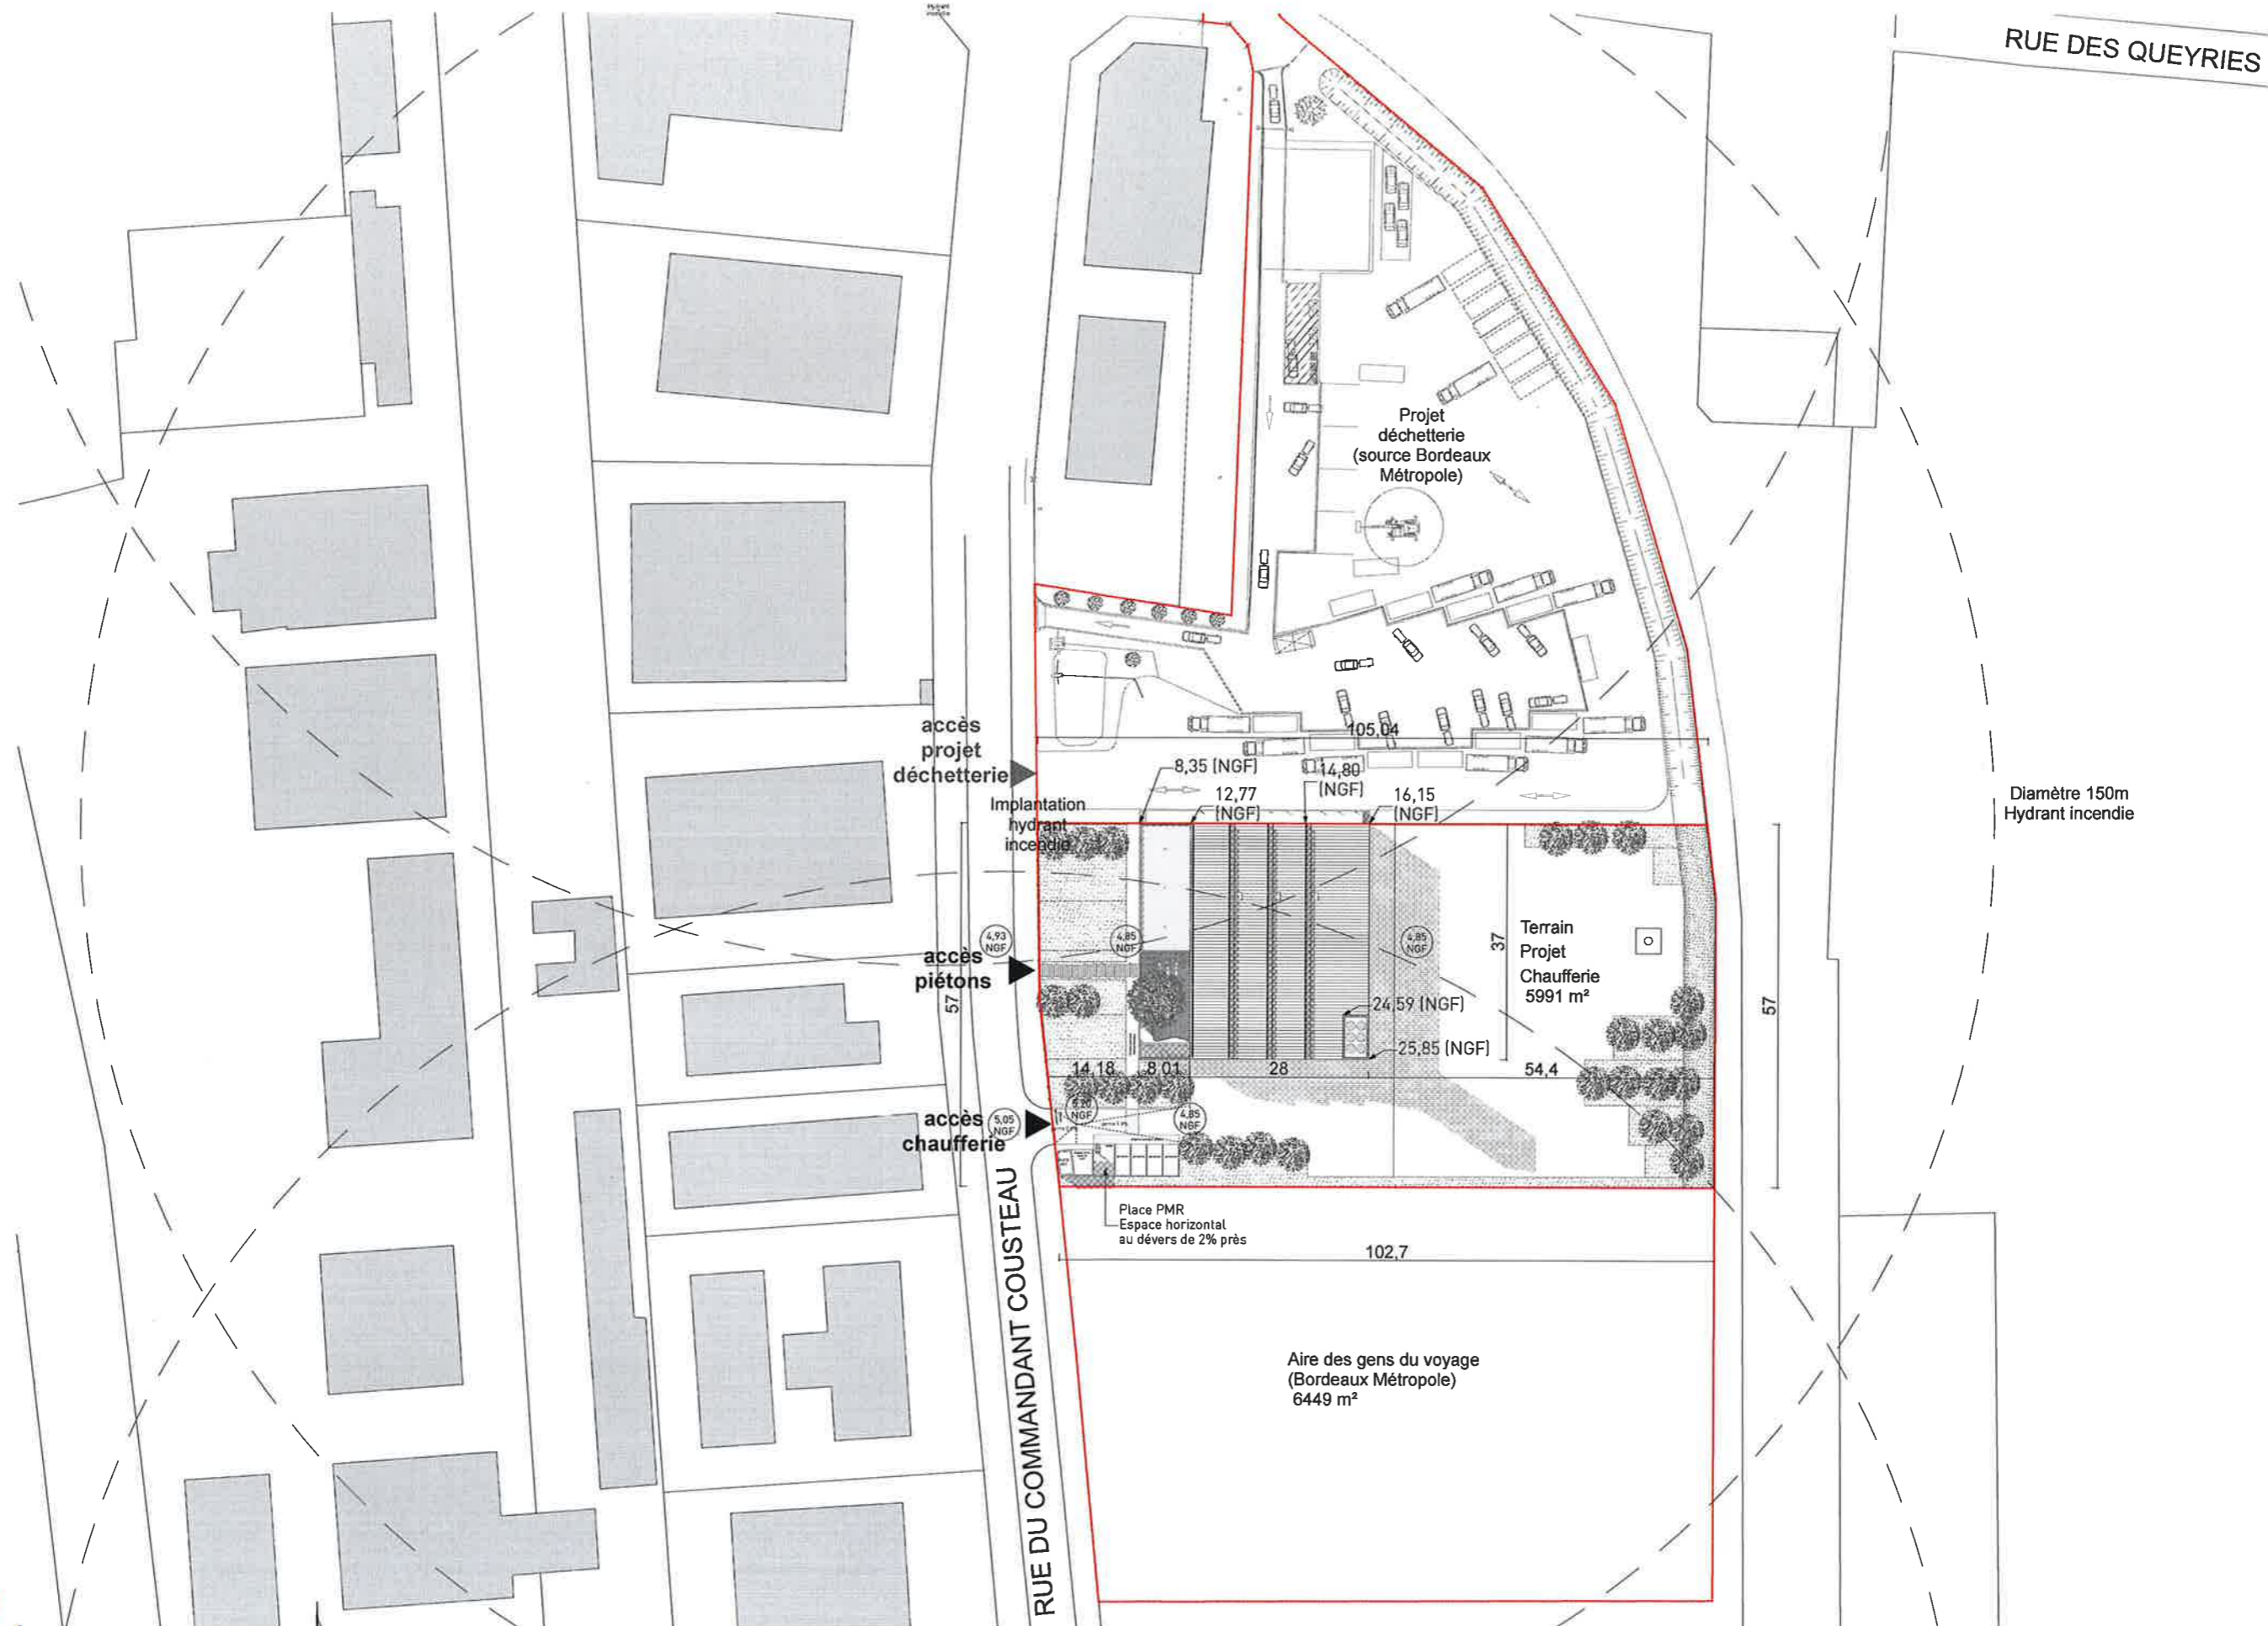 Hydrant
incendie
RUE DES QUEYRIES
Projet
déchetterie
(source Bordeaux
Métropole)
accès
projet
déchetterie
105,04
8,35 (NGF)
14,80
(NGF)
12,77
(NGF)
16,15
(NGF)
Implantation
hydrant
incendie
Diamètre 150m
Hydrant incendie
4,93
NGF
4,85
NGF
4,85
NGF
accès
piétons
57
37
Terrain
Projet
Chaufferie
5991 m²
57
24,59 (NGF)
25,85 (NGF)
14,18
8,01
28
54,4
accès
chaufferie
5,05
NGF
NGF
4,85
NGF
Place PMR
Espace horizontal
au dévers de 2% près
102,7
RUE DU COMMANDANT COUSTEAU
Aire des gens du voyage
(Bordeaux Métropole)
6449 m²